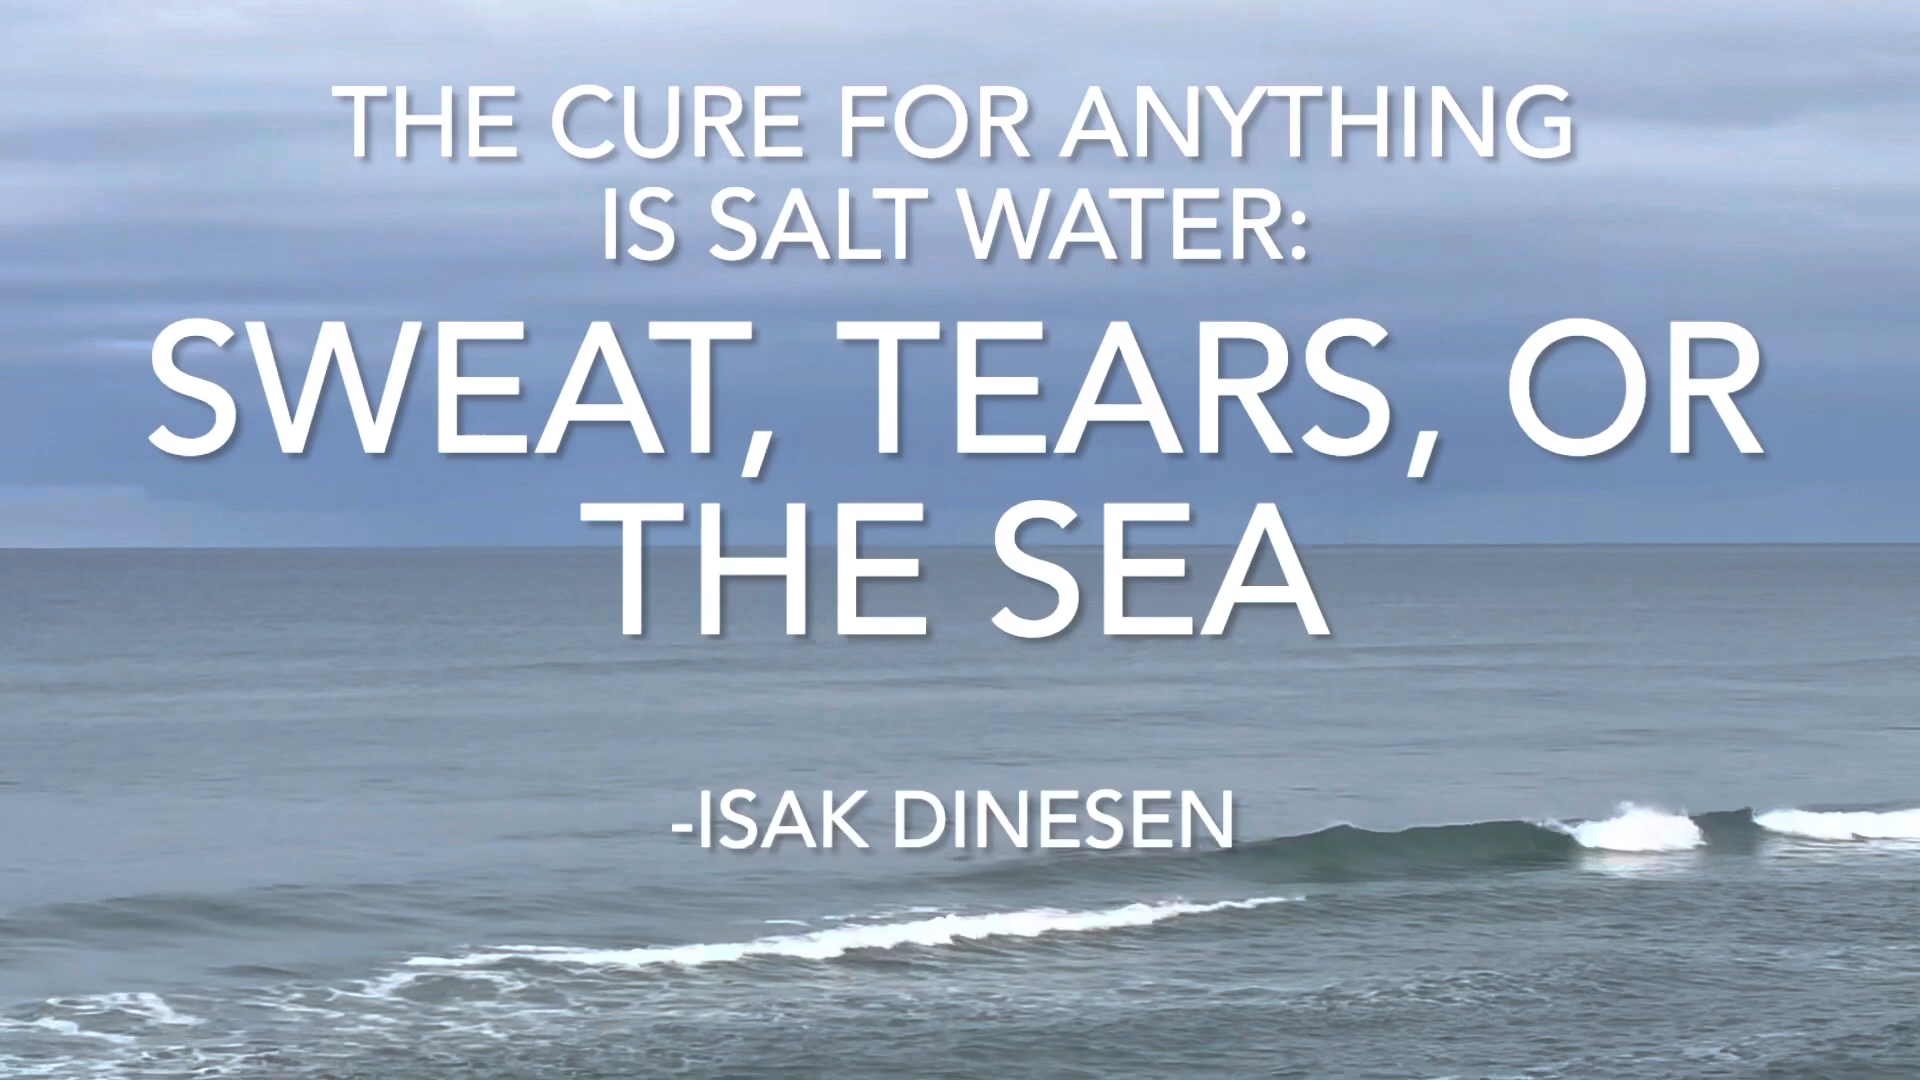 THE CURE FOR ANYTHING
IS SALT WATER:
SWEAT, TEARS, OR
THE SEA
-ISAK DINESEN